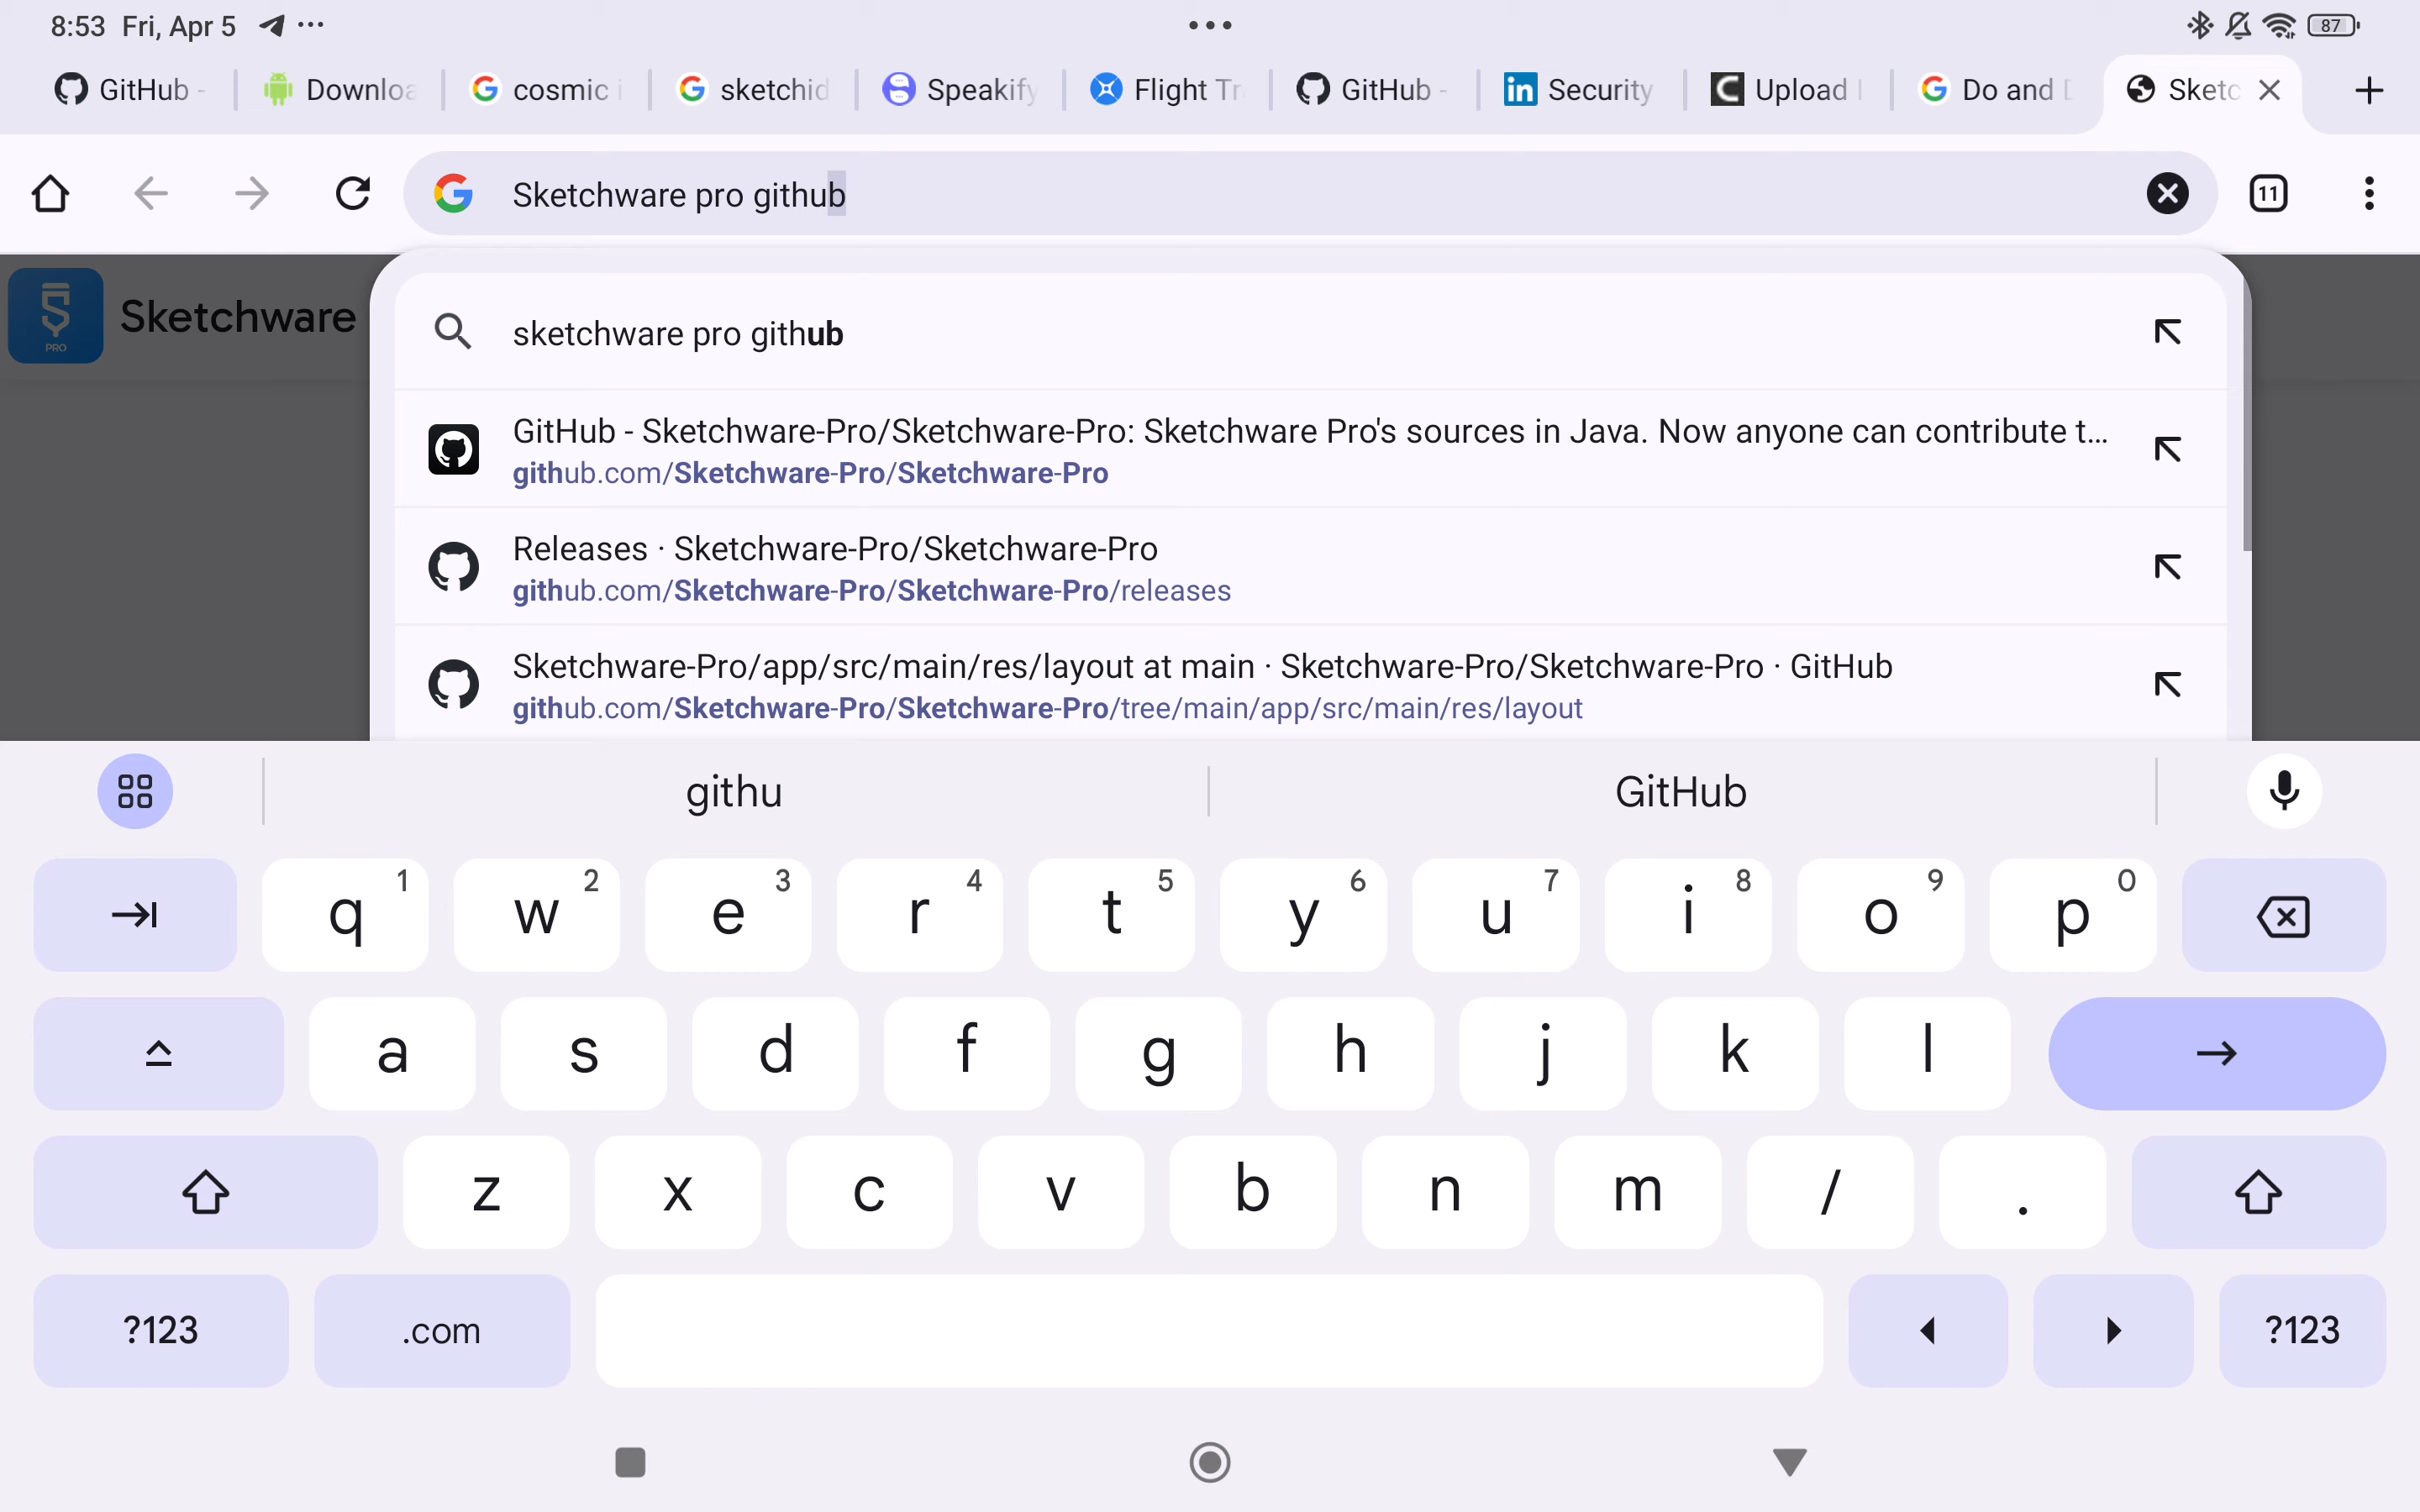 8:53 Fri, Apr 5
87
GitHub -
Downloa
cosmic i
sketchid
Speakify
Flight Tr
GitHub -
Security
Upload I
Do and D
Sketc
Sketchware pro github
11
PRO
Sketchware
sketchware pro github
GitHub - Sketchware-Pro/Sketchware-Pro: Sketchware Pro's sources in Java. Now anyone can contribute t...
github.com/Sketchware-Pro/Sketchware-Pro
Releases · Sketchware-Pro/Sketchware-Pro
github.com/Sketchware-Pro/Sketchware-Pro/releases
Sketchware-Pro/app/src/main/res/layout at main · Sketchware-Pro/Sketchware-Pro · GitHub
github.com/Sketchware-Pro/Sketchware-Pro/tree/main/app/src/main/res/layout
githu
GitHub
q 1 w 2 e 3 r 4 t 5 y 6 u 7 i 8 o 9 p 0
a s d f g h j k l
z x c v b n m / .
?123 .com ?123